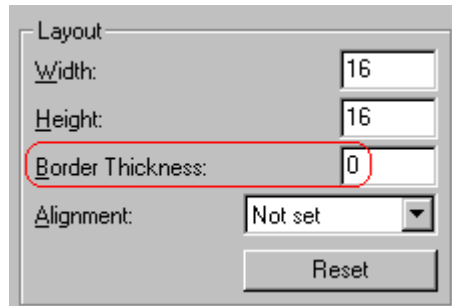 Layout
Width: 16
Height: 16
Border Thickness: 0
Alignment: Not set
Reset